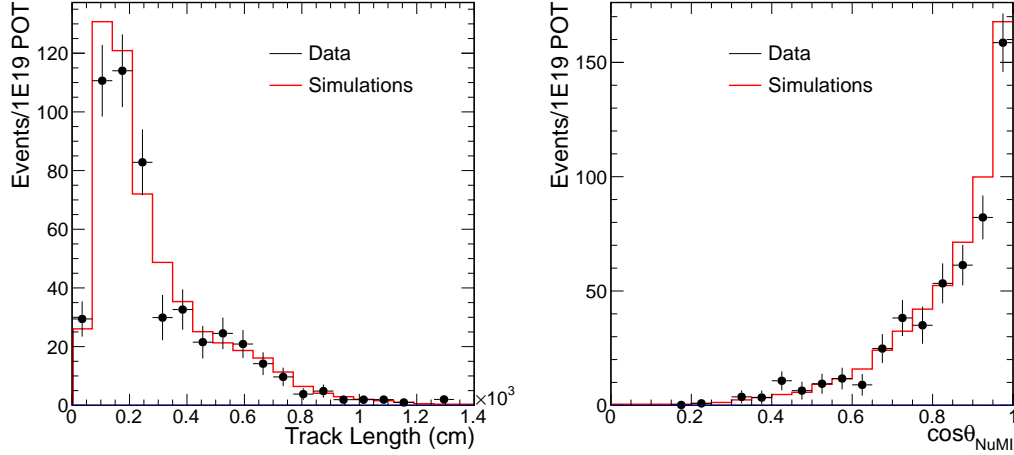 Events/1E19 POT
120
100
80
60
40
20
0
Data
Simulations
0 0.2 0.4 0.6 0.8 1 1.2 1.4
×10³
Track Length (cm)
Events/1E19 POT
150
100
50
0
Data
Simulations
0 0.2 0.4 0.6 0.8 1
cosθ_NuMI